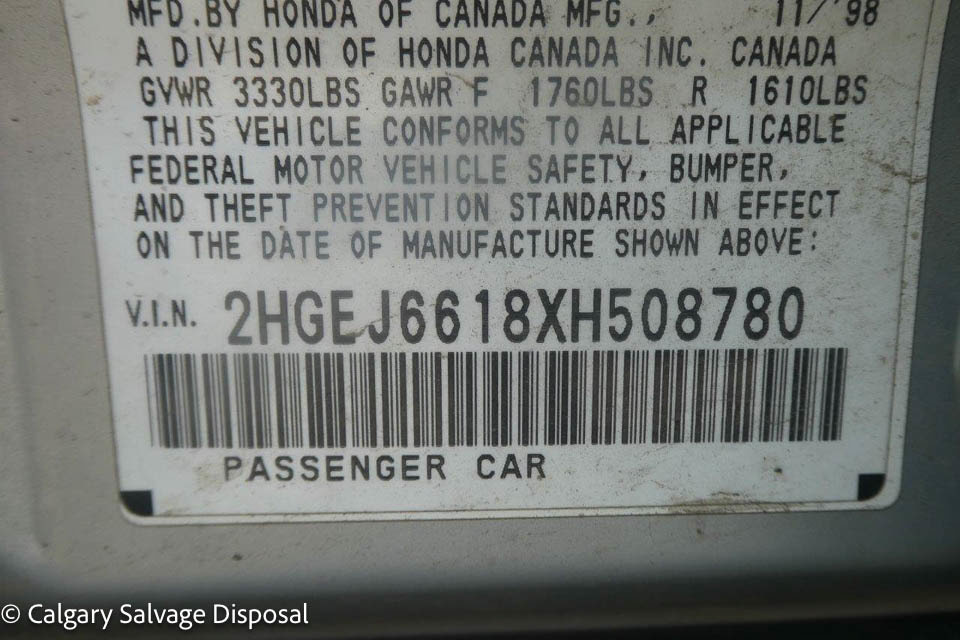 MFD.BY HONDA OF CANADA MFG., 11/'98
A DIVISION OF HONDA CANADA INC. CANADA
GVWR 3330LBS GAWR F 1760LBS R 1610LBS
THIS VEHICLE CONFORMS TO ALL APPLICABLE
FEDERAL MOTOR VEHICLE SAFETY, BUMPER,
AND THEFT PREVENTION STANDARDS IN EFFECT
ON THE DATE OF MANUFACTURE SHOWN ABOVE:
V.I.N. 2HGEJ6618XH508780
PASSENGER CAR
© Calgary Salvage Disposal